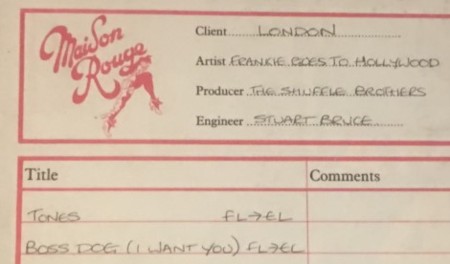 Maison
Rouge
Client LONDON
Artist FRANKIE GOES TO HOLLYWOOD
Producer THE SHUFFLE BROTHERS
Engineer STUART BRUCE
Title Comments
TONES FL→EL
BOSS DOG (I WANT YOU) FL→EL